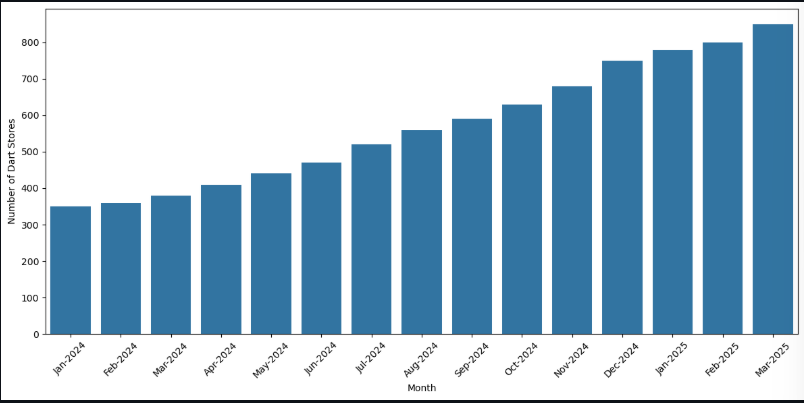 800
700
600
500
400
300
200
100
0
Number of Dart Stores
Jan-2024
Feb-2024
Mar-2024
Apr-2024
May-2024
Jun-2024
Jul-2024
Aug-2024
Sep-2024
Oct-2024
Nov-2024
Dec-2024
Jan-2025
Feb-2025
Mar-2025
Month